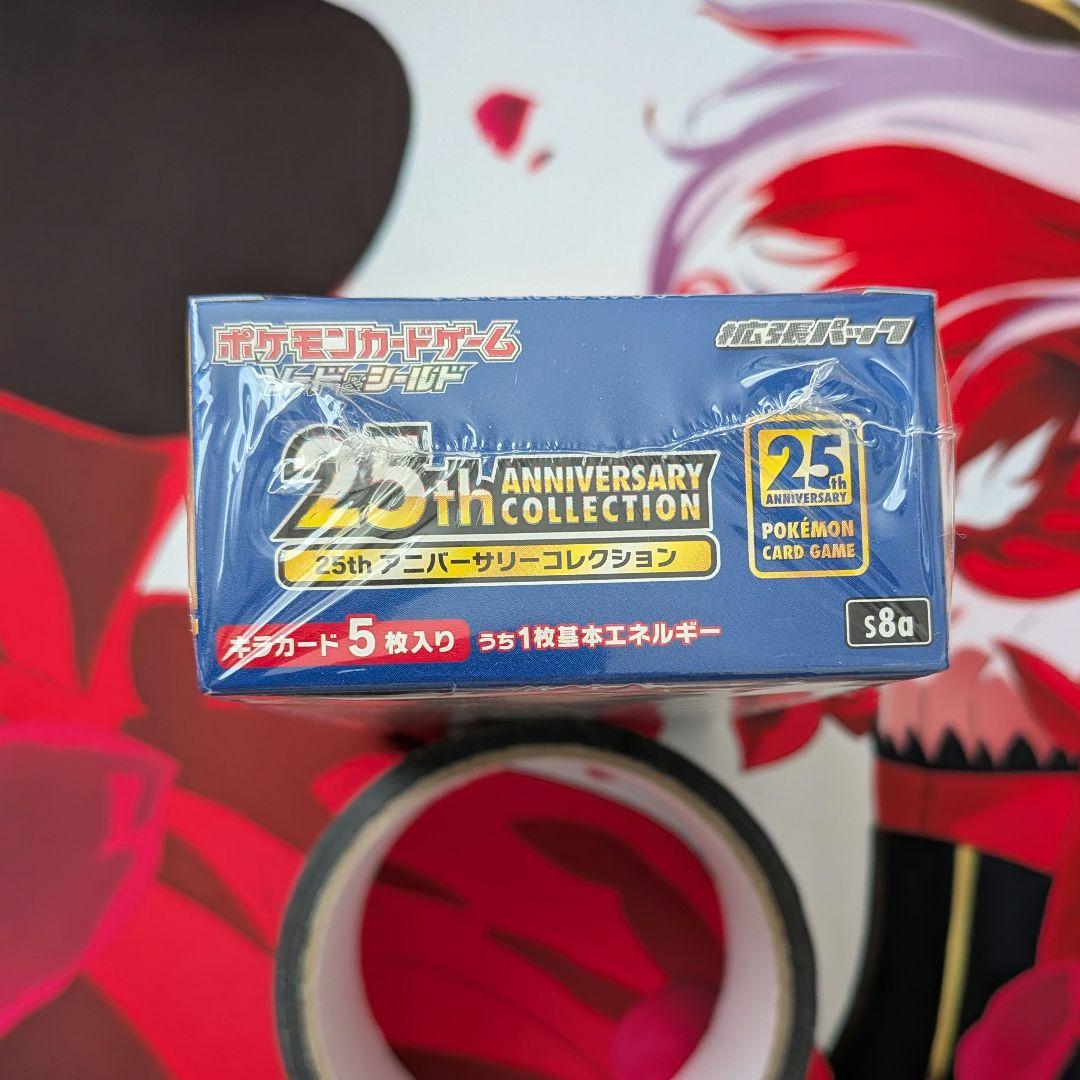 ポケモンカードゲーム
ソード&シールド
拡張パック
25th ANNIVERSARY COLLECTION
25th アニバーサリーコレクション
25th
ANNIVERSARY
POKÉMON
CARD GAME
キラカード5枚入り うち1枚基本エネルギー
s8a